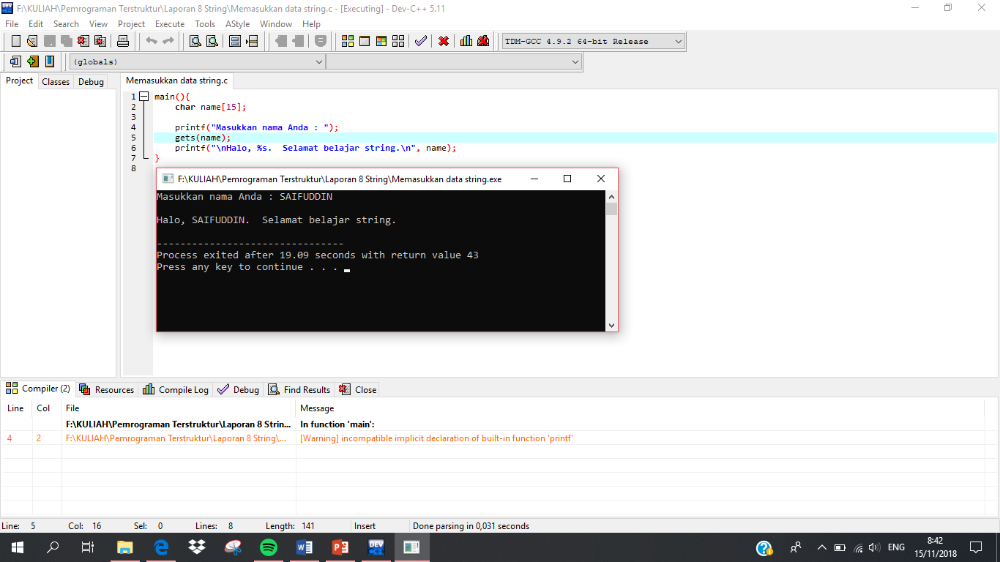 F:\KULIAH\Pemrograman Terstruktur\Laporan 8 String\Memasukkan data string.c - [Executing] - Dev-C++ 5.11
File Edit Search View Project Execute Tools AStyle Window Help
TDM-GCC 4.9.2 64-bit Release
(globals)
Project Classes Debug
Memasukkan data string.c
1 main(){
2 char name[15];
3
4 printf("Masukkan nama Anda : ");
5 gets(name);
6 printf("\nHalo, %s.  Selamat belajar string.\n", name);
7 }
8
F:\KULIAH\Pemrograman Terstruktur\Laporan 8 String\Memasukkan data string.exe
Masukkan nama Anda : SAIFUDDIN
Halo, SAIFUDDIN.  Selamat belajar string.
--------------------------------
Process exited after 19.09 seconds with return value 43
Press any key to continue . . .
Compiler (2) Resources Compile Log Debug Find Results Close
Line Col File Message
F:\KULIAH\Pemrograman Terstruktur\Laporan 8 Strin... In function 'main':
4 2 F:\KULIAH\Pemrograman Terstruktur\Laporan 8 String\... [Warning] incompatible implicit declaration of built-in function 'printf'
Line: 5 Col: 16 Sel: 0 Lines: 8 Length: 141 Insert Done parsing in 0,031 seconds
DEV
ENG
8:42
15/11/2018